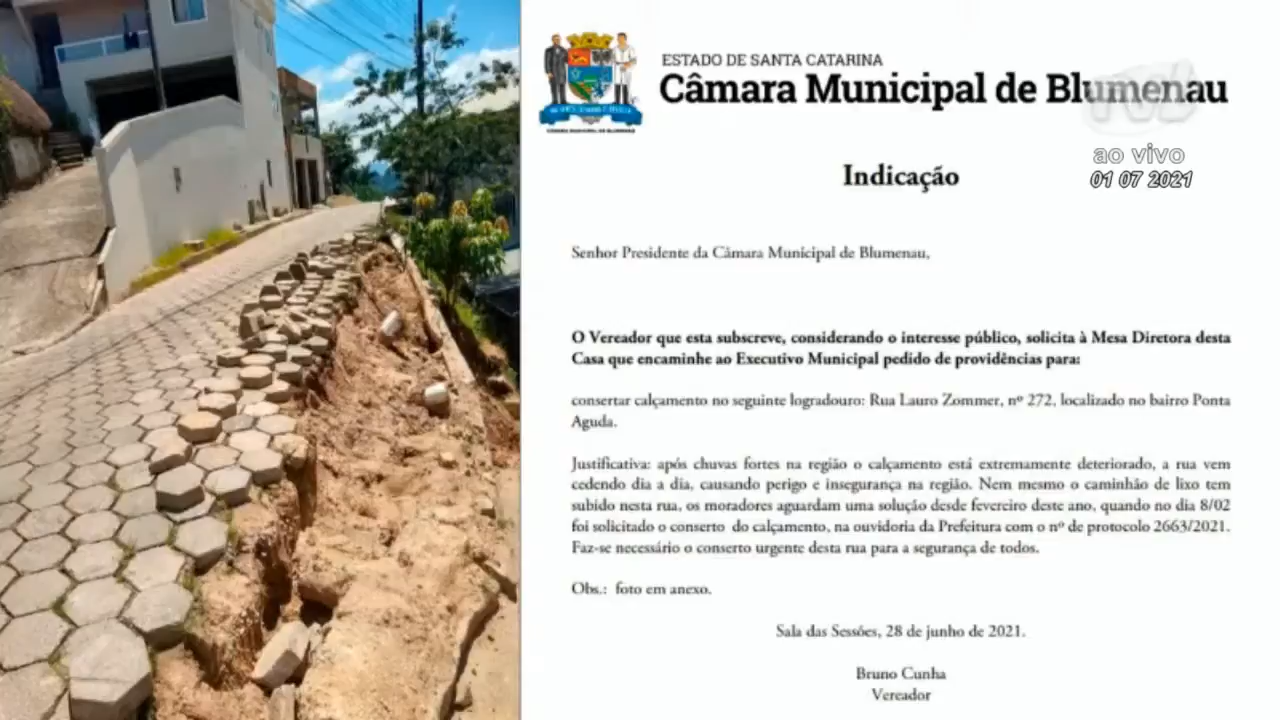 ESTADO DE SANTA CATARINA
Câmara Municipal de Blumenau
ao vivo
01 07 2021
Indicação
Senhor Presidente da Câmara Municipal de Blumenau,
O Vereador que esta subscreve, considerando o interesse público, solicita à Mesa Diretora desta
Casa que encaminhe ao Executivo Municipal pedido de providências para:
consertar calçamento no seguinte logradouro: Rua Lauro Zommer, nº 272, localizado no bairro Ponta
Aguda.
Justificativa: após chuvas fortes na região o calçamento está extremamente deteriorado, a rua vem
cedendo dia a dia, causando perigo e insegurança na região. Nem mesmo o caminhão de lixo tem
subido nesta rua, os moradores aguardam uma solução desde fevereiro deste ano, quando no dia 8/02
foi solicitado o conserto do calçamento, na ouvidoria da Prefeitura com o nº de protocolo 2663/2021.
Faz-se necessário o conserto urgente desta rua para a segurança de todos.
Obs.: foto em anexo.
Sala das Sessões, 28 de junho de 2021.
Bruno Cunha
Vereador